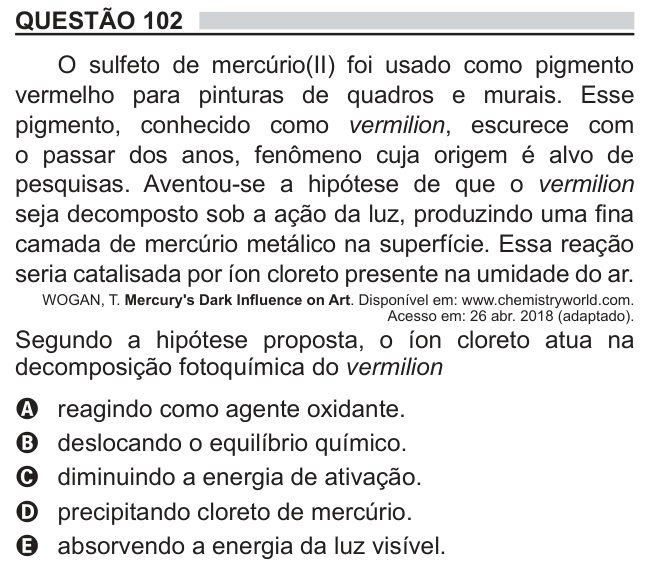 QUESTÃO 102
O sulfeto de mercúrio(II) foi usado como pigmento
vermelho para pinturas de quadros e murais. Esse
pigmento, conhecido como vermilion, escurece com
o passar dos anos, fenômeno cuja origem é alvo de
pesquisas. Aventou-se a hipótese de que o vermilion
seja decomposto sob a ação da luz, produzindo uma fina
camada de mercúrio metálico na superfície. Essa reação
seria catalisada por íon cloreto presente na umidade do ar.
WOGAN, T. Mercury's Dark Influence on Art. Disponível em: www.chemistryworld.com.
Acesso em: 26 abr. 2018 (adaptado).
Segundo a hipótese proposta, o íon cloreto atua na
decomposição fotoquímica do vermilion
A reagindo como agente oxidante.
B deslocando o equilíbrio químico.
C diminuindo a energia de ativação.
D precipitando cloreto de mercúrio.
E absorvendo a energia da luz visível.